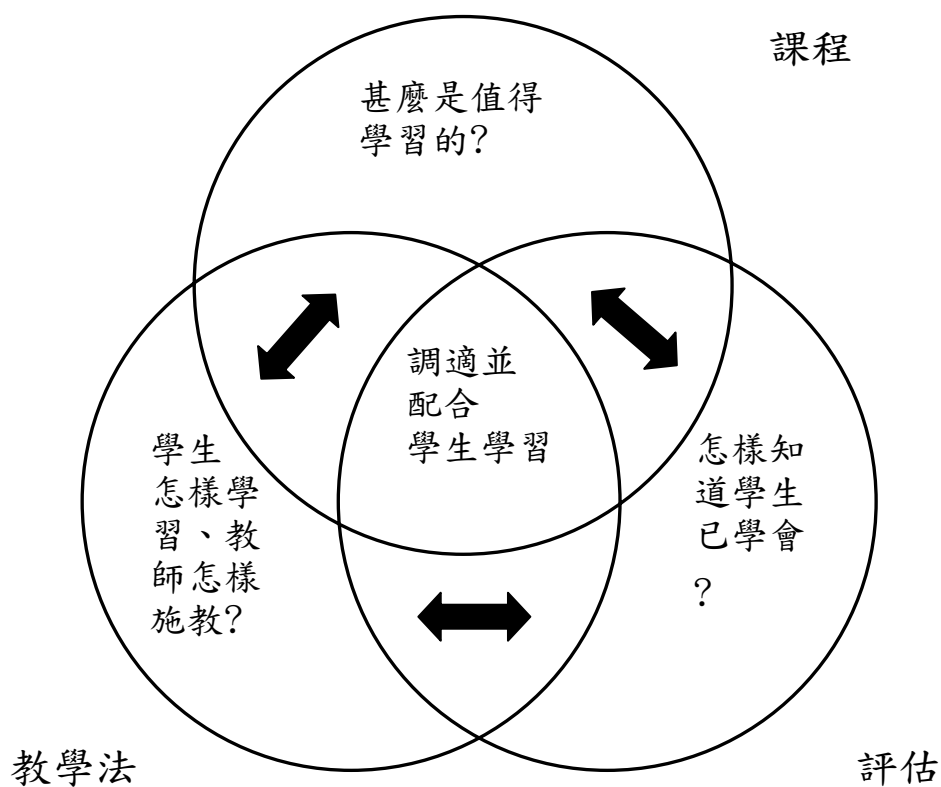 課程
甚麼是值得
學習的?
調適並
配合
學生學習
學生
怎樣學
習、教
師怎樣
施教?
怎樣知
道學生
已學會
?
教學法
評估